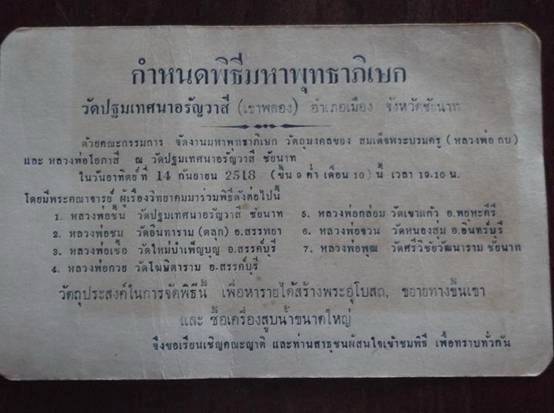 กำหนดพิธีมหาพุทธาภิเษก
วัดปฐมเทศนาอรัญวาสี (เขาพลอง) อำเภอเมือง จังหวัดชัยนาท
ด้วยคณะกรรมการ จัดงานมหาพุทธาภิเษก วัตถุมงคลของ สมเด็จพระบรมครู (หลวงพ่อ กบ)
และ หลวงพ่อโอภาสี ณ วัดปฐมเทศนาอรัญวาสี ชัยนาท
ในวันอาทิตย์ที่ 14 กันยายน 2518 (ขึ้น 9 ค่ำ เดือน 10) นี้ เวลา 19.10 น.
โดยมีพระคณาจารย์ ผู้เรืองวิทยาคมมาร่วมพิธีดังต่อไปนี้
1. หลวงพ่อชั้น วัดปฐมเทศนาอรัญวาสี ชัยนาท 5. หลวงพ่อกล่อม วัดเขาแก้ว อ.พยุหะคีรี
2. หลวงพ่อชม วัดอินทาราม (ตลุก) อ.สรรพยา 6. หลวงพ่อชวน วัดหนองสุ่ม อ.อินทร์บุรี
3. หลวงพ่อเชื้อ วัดใหม่บำเพ็ญบุญ อ.สรรค์บุรี 7. หลวงพ่อพูน วัดศรีวิชัยวัฒนาราม ชัยนาท
4. หลวงพ่อกวย วัดโฆษิตาราม อ.สรรค์บุรี
วัตถุประสงค์ในการจัดพิธีนี้ เพื่อหารายได้สร้างพระอุโบสถ, ขยายทางขึ้นเขา
และ ซื้อเครื่องสูบน้ำขนาดใหญ่
จึงขอเรียนเชิญคณะญาติ และท่านสาธุชนผู้สนใจเข้าชมพิธี เพื่อทราบทั่วกัน